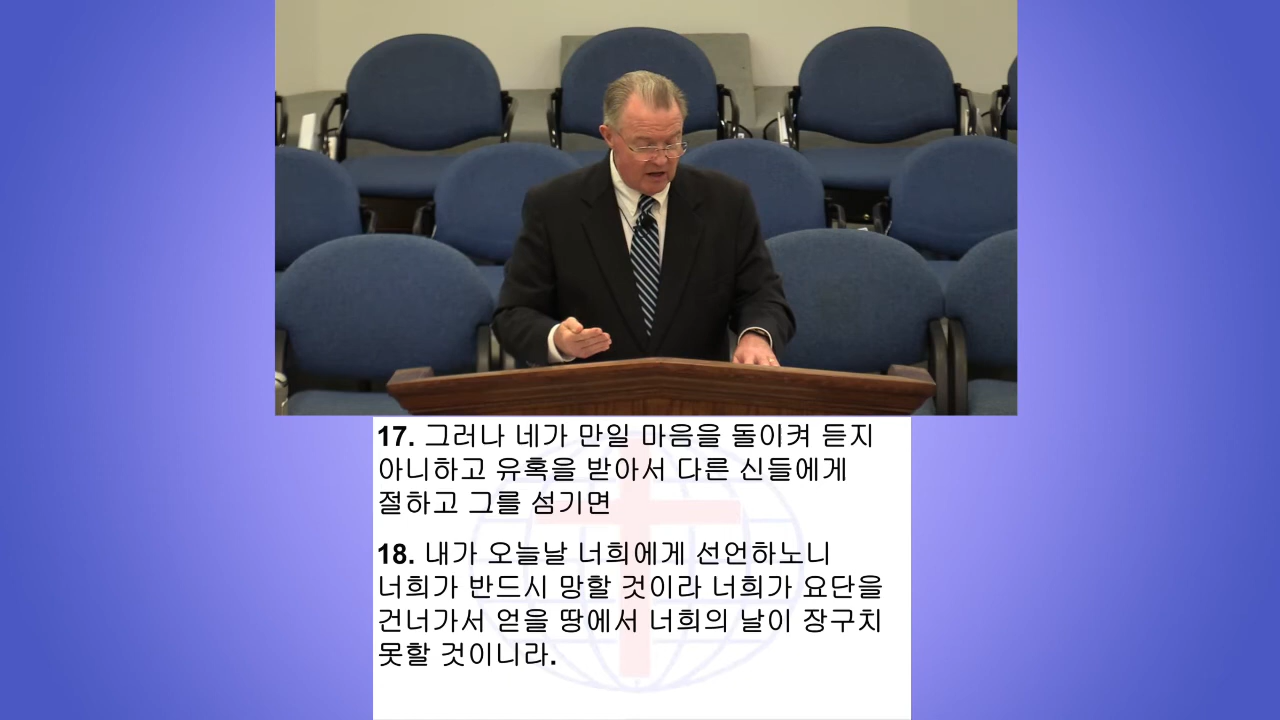 17. 그러나 네가 만일 마음을 돌이켜 듣지
아니하고 유혹을 받아서 다른 신들에게
절하고 그를 섬기면
18. 내가 오늘날 너희에게 선언하노니
너희가 반드시 망할 것이라 너희가 요단을
건너가서 얻을 땅에서 너희의 날이 장구치
못할 것이니라.